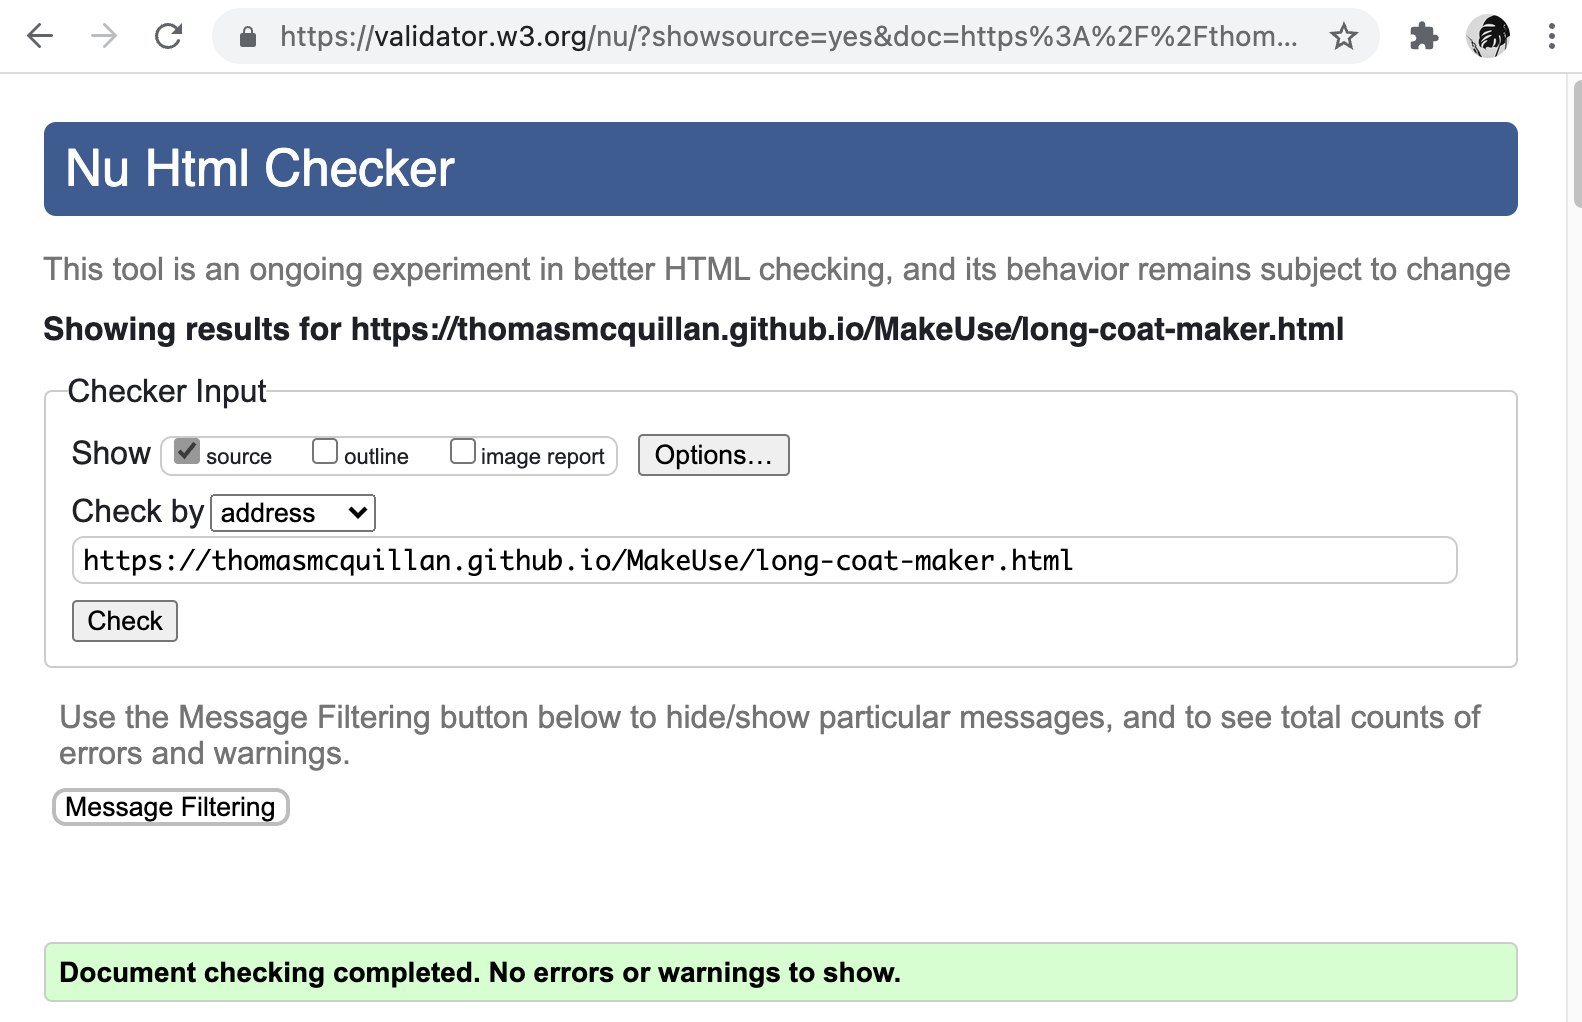 https://validator.w3.org/nu/?showsource=yes&doc=https%3A%2F%2Fthom...
Nu Html Checker
This tool is an ongoing experiment in better HTML checking, and its behavior remains subject to change
Showing results for https://thomasmcquillan.github.io/MakeUse/long-coat-maker.html
Checker Input
Show source outline image report Options...
Check by address
https://thomasmcquillan.github.io/MakeUse/long-coat-maker.html
Check
Use the Message Filtering button below to hide/show particular messages, and to see total counts of
errors and warnings.
Message Filtering
Document checking completed. No errors or warnings to show.